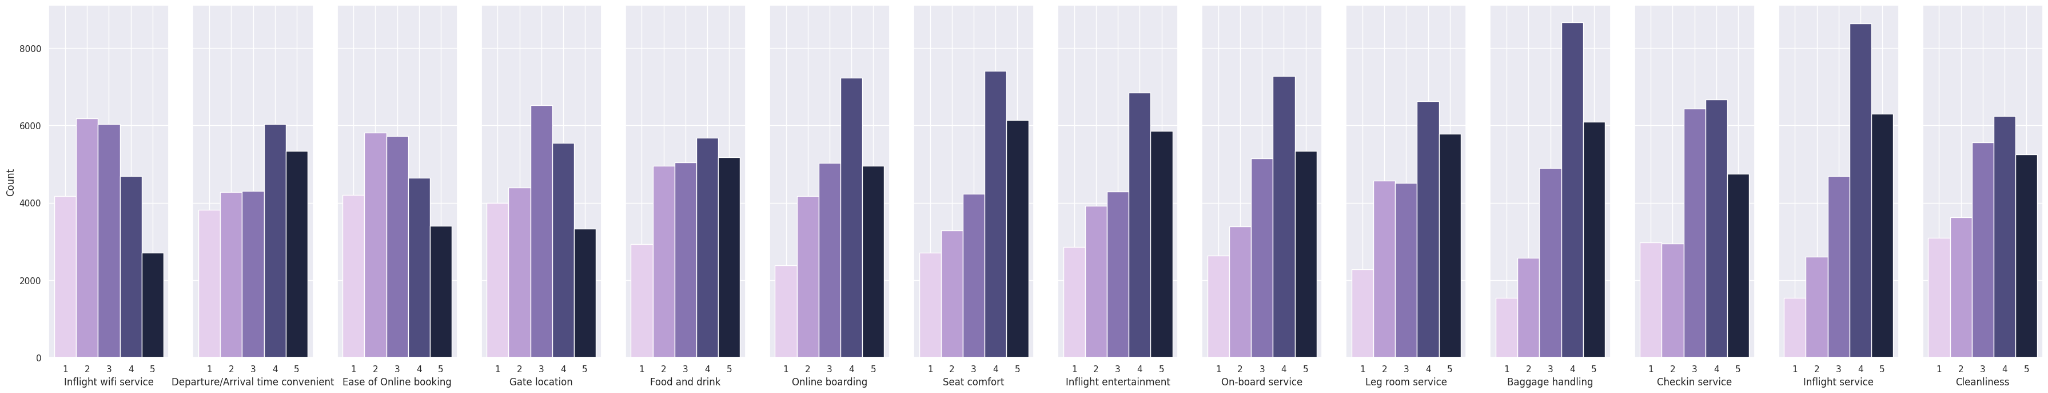 8000
6000
4000
2000
0
Count
1 2 3 4 5
Inflight wifi service
1 2 3 4 5
Departure/Arrival time convenient
1 2 3 4 5
Ease of Online booking
1 2 3 4 5
Gate location
1 2 3 4 5
Food and drink
1 2 3 4 5
Online boarding
1 2 3 4 5
Seat comfort
1 2 3 4 5
Inflight entertainment
1 2 3 4 5
On-board service
1 2 3 4 5
Leg room service
1 2 3 4 5
Baggage handling
1 2 3 4 5
Checkin service
1 2 3 4 5
Inflight service
1 2 3 4 5
Cleanliness